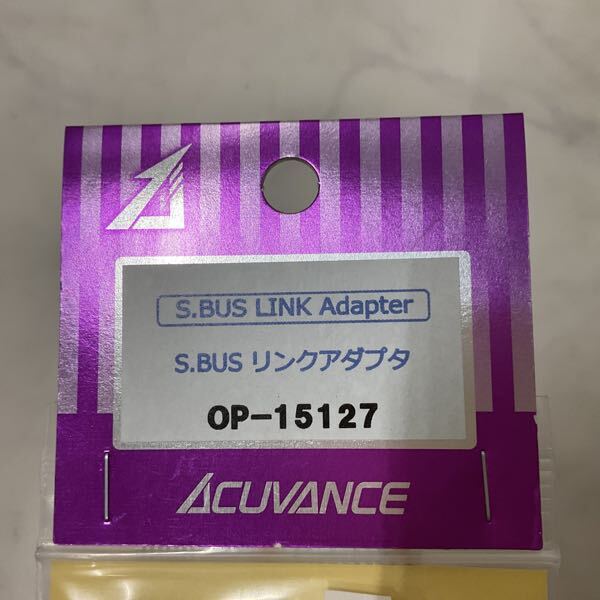 S.BUS LINK Adapter
S.BUS リンクアダプタ
OP-15127
ACUVANCE